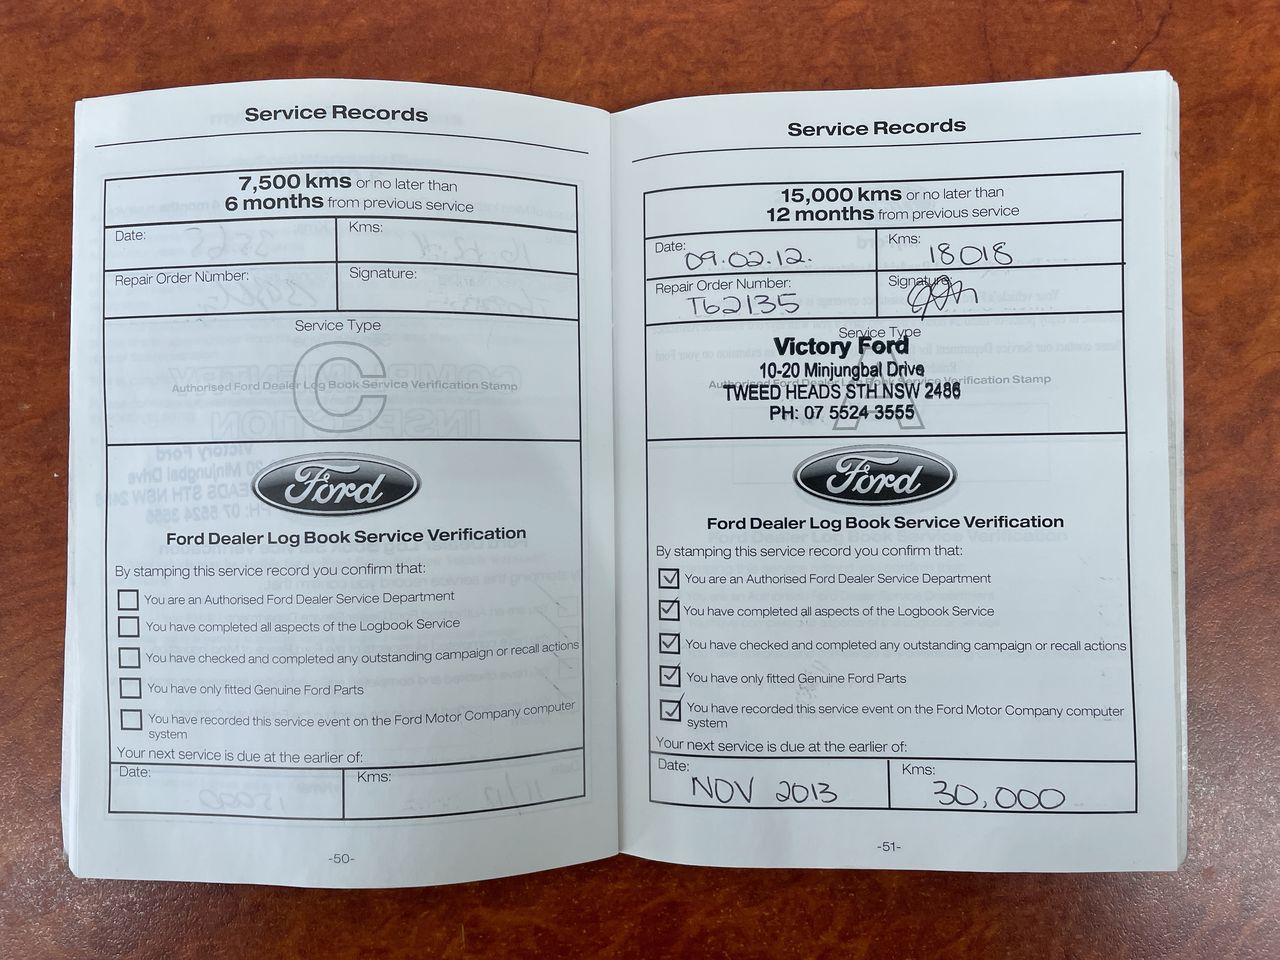 Service Records
7,500 kms or no later than
6 months from previous service
Date:
Kms:
Repair Order Number:
Signature:
Service Type
C
Authorised Ford Dealer Log Book Service Verification Stamp
Ford
Ford Dealer Log Book Service Verification
By stamping this service record you confirm that:
You are an Authorised Ford Dealer Service Department
You have completed all aspects of the Logbook Service
You have checked and completed any outstanding campaign or recall actions
You have only fitted Genuine Ford Parts
You have recorded this service event on the Ford Motor Company computer
system
Your next service is due at the earlier of:
Date:
Kms:
-50-
Service Records
15,000 kms or no later than
12 months from previous service
Date: 09.02.12.
Kms: 18018
Repair Order Number: T62135
Signature:
Service Type
Victory Ford
10-20 Minjungbal Drive
Authorised Ford Dealer Log Book Service Verification Stamp
A
TWEED HEADS STH NSW 2486
PH: 07 5524 3555
Ford
Ford Dealer Log Book Service Verification
By stamping this service record you confirm that:
You are an Authorised Ford Dealer Service Department
You have completed all aspects of the Logbook Service
You have checked and completed any outstanding campaign or recall actions
You have only fitted Genuine Ford Parts
You have recorded this service event on the Ford Motor Company computer
system
Your next service is due at the earlier of:
Date: NOV 2013
Kms: 30,000
-51-